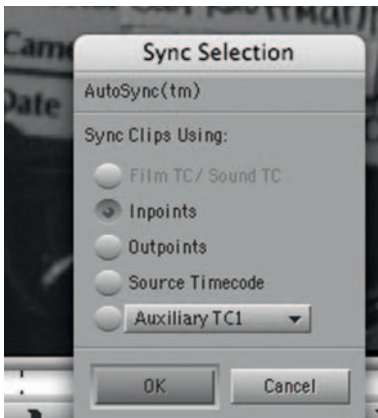 Came
Date
Sync Selection
AutoSync(tm)
Sync Clips Using:
Film TC/ Sound TC
Inpoints
Outpoints
Source Timecode
Auxiliary TC1
OK
Cancel